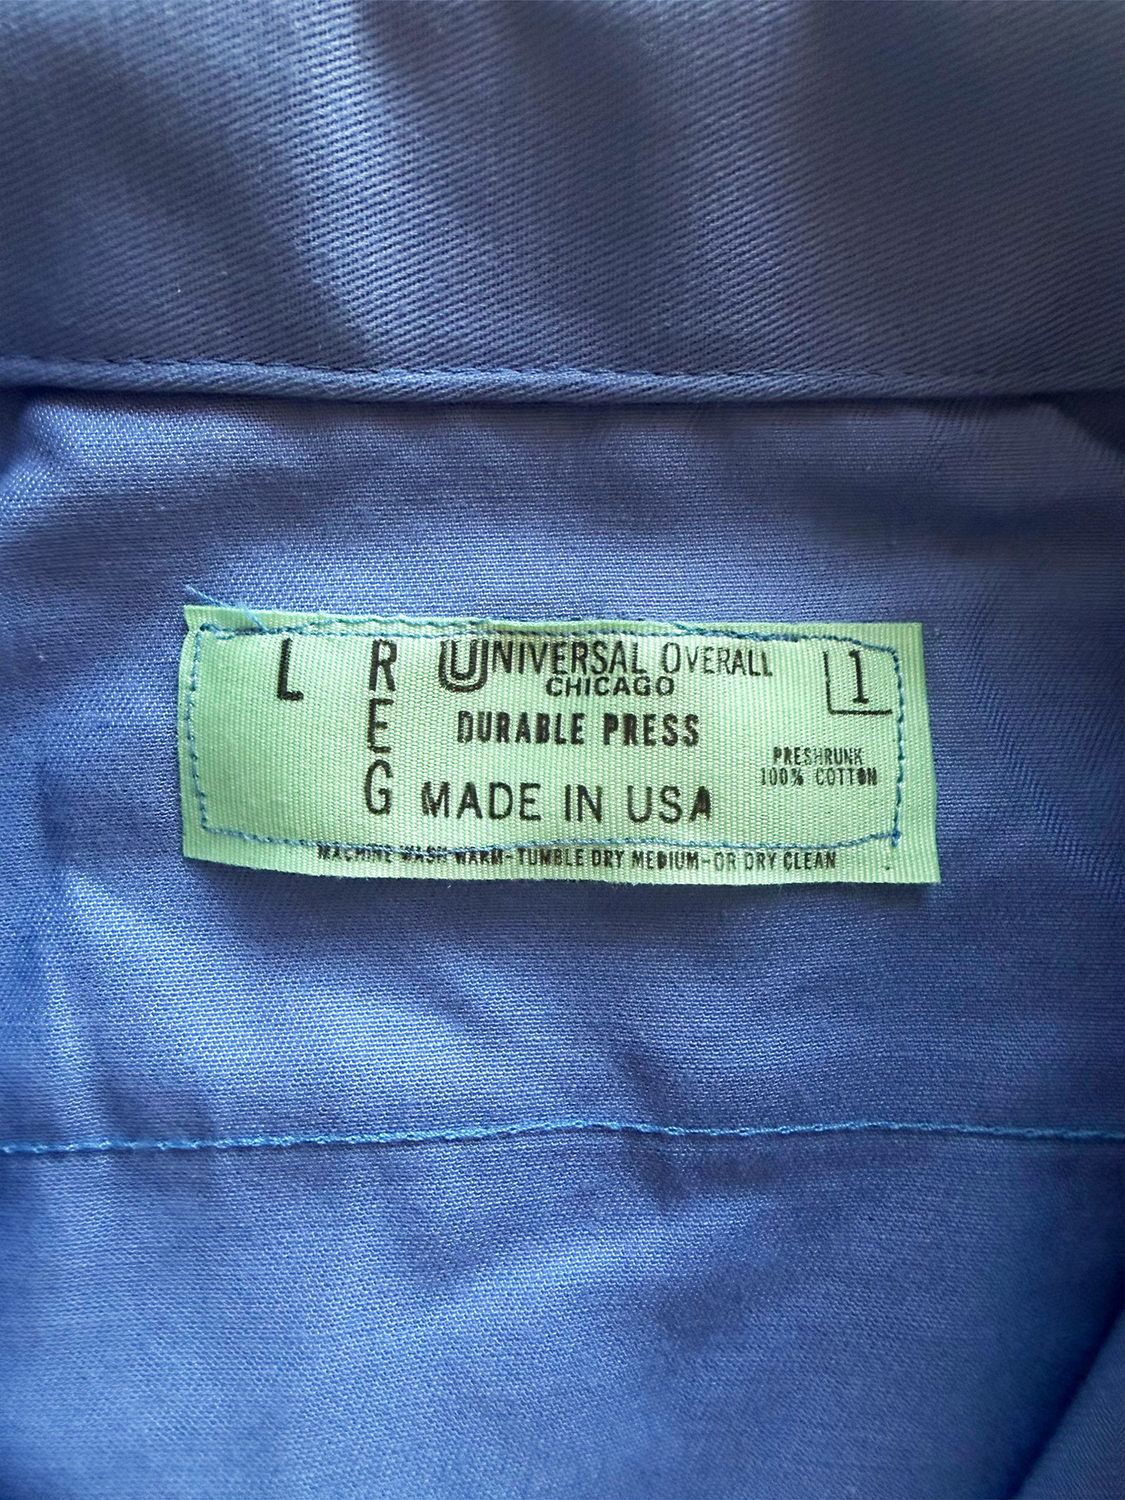 L REG UNIVERSAL OVERALL 1
CHICAGO
DURABLE PRESS
PRESHRUNK
100% COTTON
MADE IN USA
MACHINE WASH WARM-TUMBLE DRY MEDIUM-OR DRY CLEAN